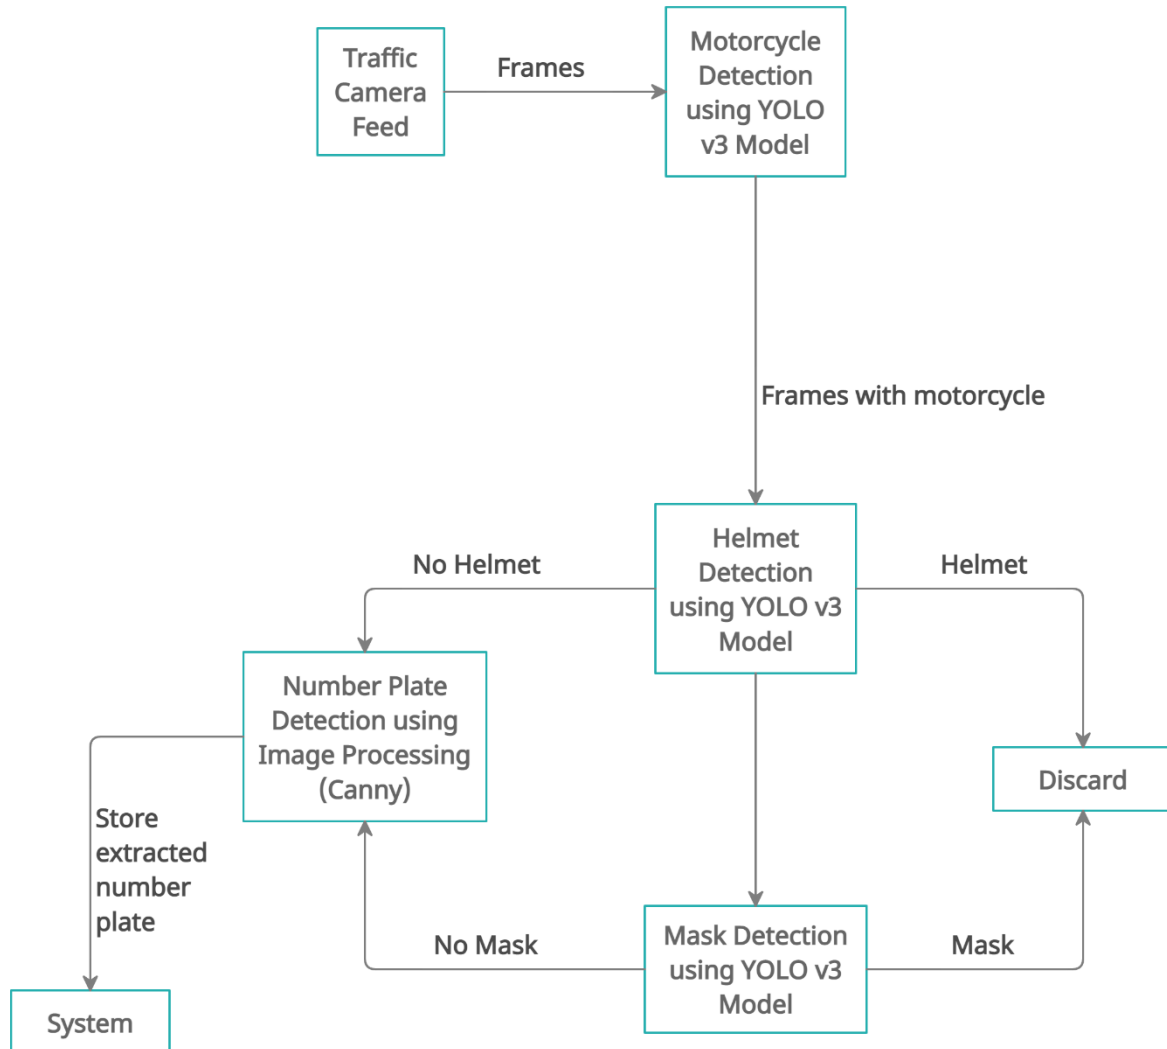 Traffic
Camera
Feed
Frames
Motorcycle
Detection
using YOLO
v3 Model
Frames with motorcycle
Helmet
Detection
using YOLO v3
Model
No Helmet
Helmet
Number Plate
Detection using
Image Processing
(Canny)
Discard
Store
extracted
number
plate
No Mask
Mask Detection
using YOLO v3
Model
Mask
System